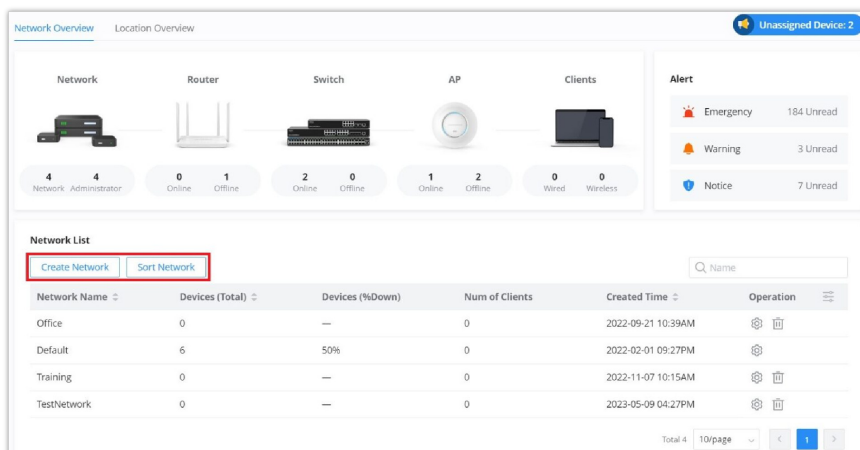 Network Overview Location Overview Unassigned Device: 2
Network Router Switch AP Clients Alert
Emergency 184 Unread
Warning 3 Unread
4 4 0 1 2 0 1 2 0 0
Network Administrator Online Offline Online Offline Online Offline Wired Wireless
Notice 7 Unread
Network List
Create Network Sort Network Name
Network Name Devices (Total) Devices (%Down) Num of Clients Created Time Operation
Office 0 — 0 2022-09-21 10:39AM
Default 6 50% 0 2022-02-01 09:27PM
Training 0 — 0 2022-11-07 10:15AM
TestNetwork 0 — 0 2023-05-09 04:27PM
Total 4 10/page 1